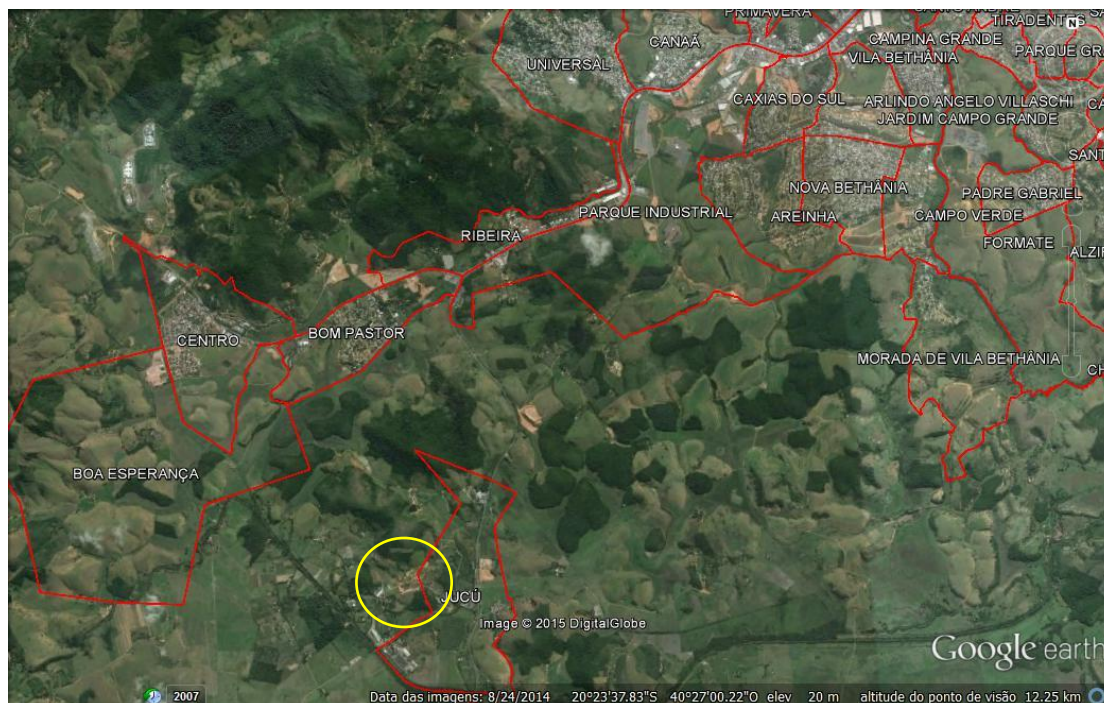 PRIMAVERA
TIRADENTES
N
CANAÃ
CAMPINA GRANDE
PARQUE GRA
UNIVERSAL
VILA BETHÂNIA
CAXIAS DO SUL
ARLINDO ANGELO VILLASCHI
JARDIM CAMPO GRANDE
CA
SANT
NOVA BETHÂNIA
PADRE GABRIEL
PARQUE INDUSTRIAL
AREINHA
CAMPO VERDE
RIBEIRA
FORMATE
ALZIR
CENTRO
BOM PASTOR
MORADA DE VILA BETHÂNIA
CH
BOA ESPERANÇA
JUCÚ
Image © 2015 DigitalGlobe
Google earth
2007
Data das imagens: 8/24/2014 20°23'37.83"S 40°27'00.22"O elev 20 m altitude do ponto de visão 12.25 km